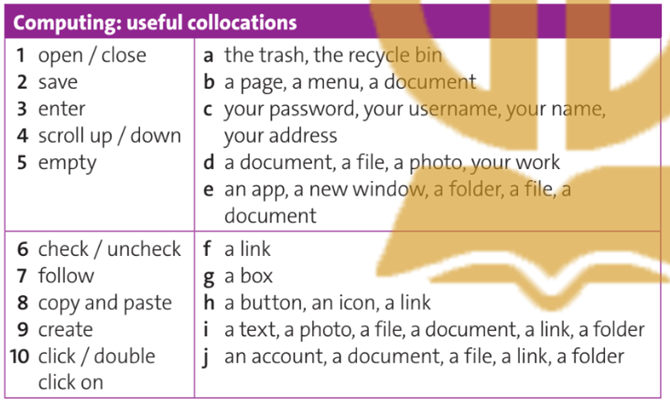 Computing: useful collocations
1 open / close
2 save
3 enter
4 scroll up / down
5 empty
a the trash, the recycle bin
b a page, a menu, a document
c your password, your username, your name,
your address
d a document, a file, a photo, your work
e an app, a new window, a folder, a file, a
document
6 check / uncheck
7 follow
8 copy and paste
9 create
10 click / double
click on
f a link
g a box
h a button, an icon, a link
i a text, a photo, a file, a document, a link, a folder
j an account, a document, a file, a link, a folder